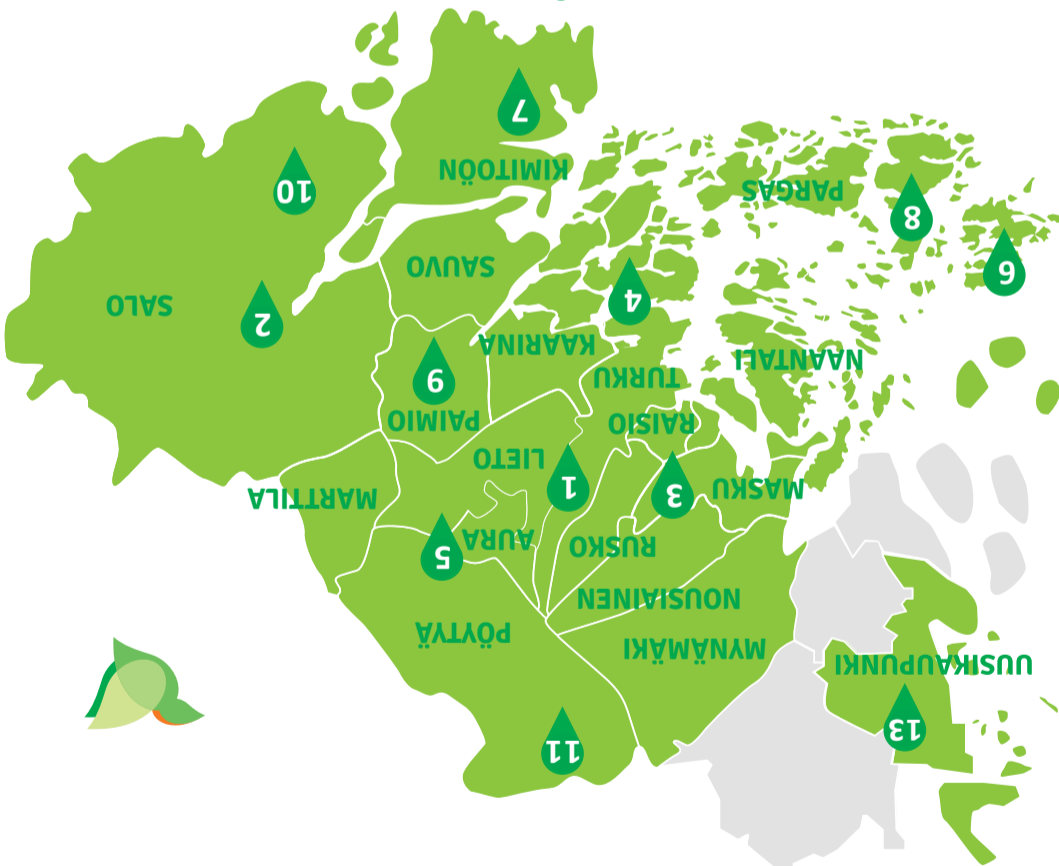 11
13
UUSIKAUPUNKI
MYNÄMÄKI
PÖYTYÄ
NOUSIAINEN
5
RUSKO
AURA
MASKU
3
1
MARTTILA
LIETO
RAISIO
PAIMIO
9
TURKU
NAANTALI
KAARINA
2
SALO
4
6
SAUVO
8
PARGAS
10
KIMITOÖN
7